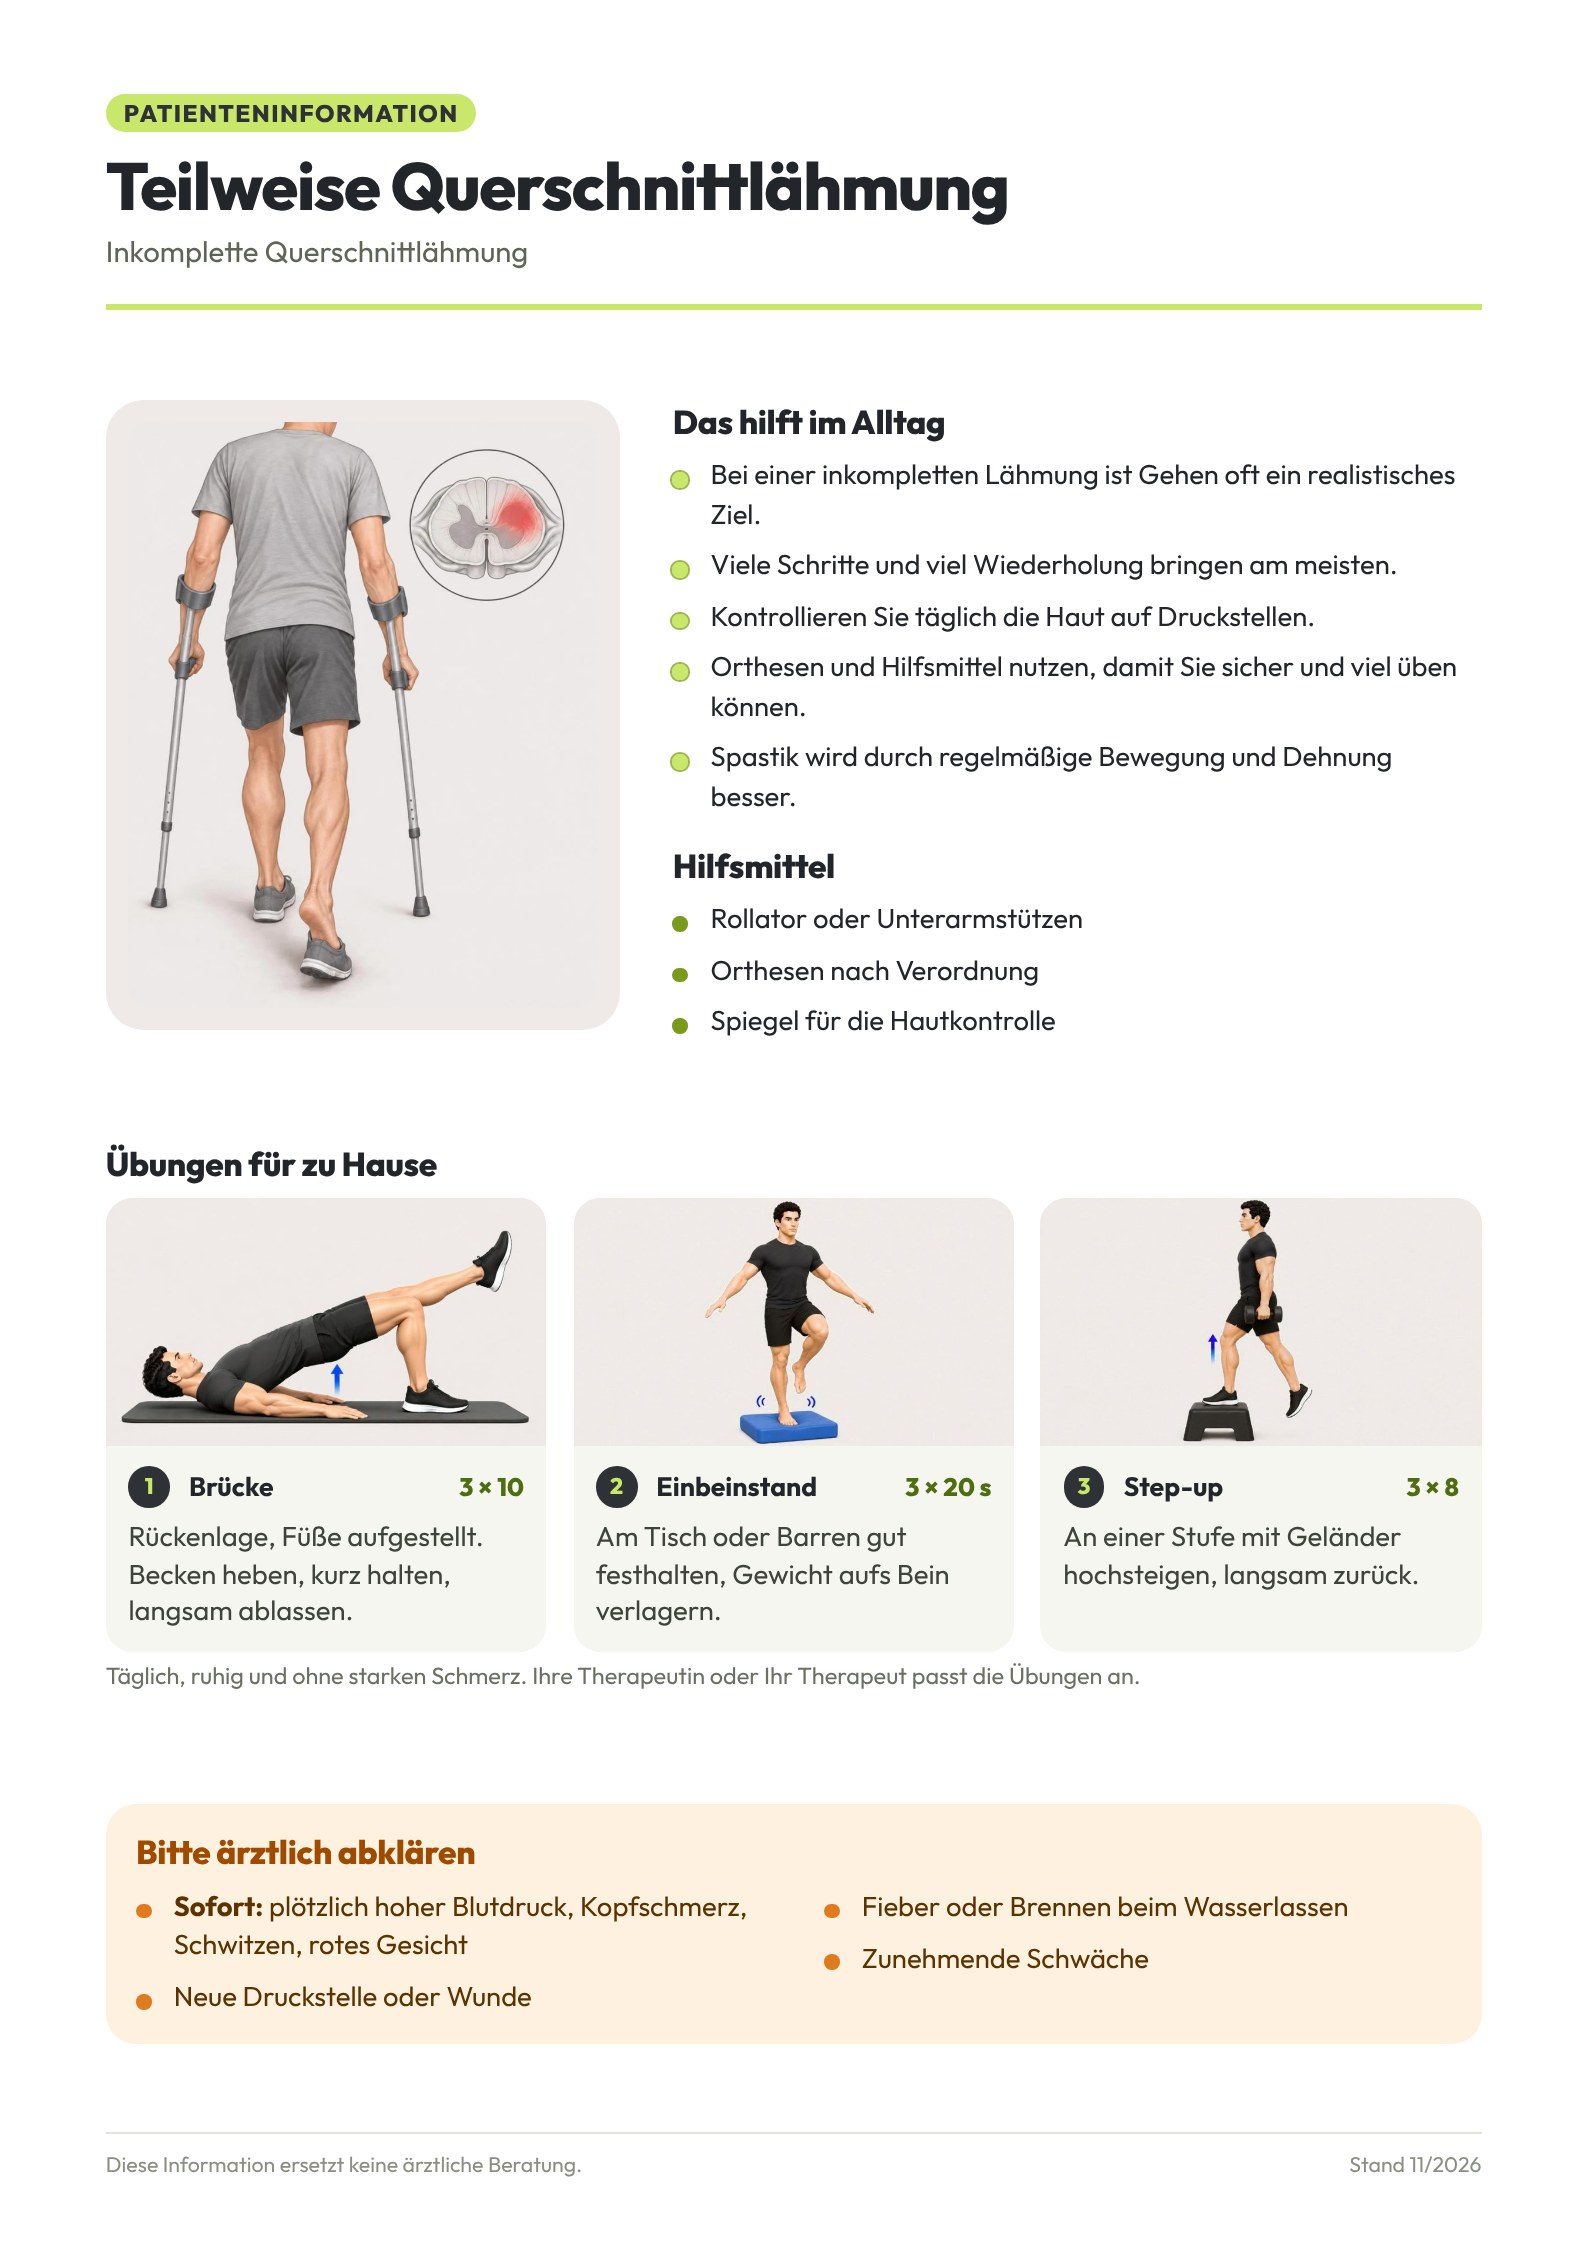 PATIENTENINFORMATION
Teilweise Querschnittlähmung
Inkomplette Querschnittlähmung
Das hilft im Alltag
Bei einer inkompletten Lähmung ist Gehen oft ein realistisches
Ziel.
Viele Schritte und viel Wiederholung bringen am meisten.
Kontrollieren Sie täglich die Haut auf Druckstellen.
Orthesen und Hilfsmittel nutzen, damit Sie sicher und viel üben
können.
Spastik wird durch regelmäßige Bewegung und Dehnung
besser.
Hilfsmittel
Rollator oder Unterarmstützen
Orthesen nach Verordnung
Spiegel für die Hautkontrolle
Übungen für zu Hause
1 Brücke 3 × 10
Rückenlage, Füße aufgestellt.
Becken heben, kurz halten,
langsam ablassen.
2 Einbeinstand 3 × 20 s
Am Tisch oder Barren gut
festhalten, Gewicht aufs Bein
verlagern.
3 Step-up 3 × 8
An einer Stufe mit Geländer
hochsteigen, langsam zurück.
Täglich, ruhig und ohne starken Schmerz. Ihre Therapeutin oder Ihr Therapeut passt die Übungen an.
Bitte ärztlich abklären
Sofort: plötzlich hoher Blutdruck, Kopfschmerz,
Schwitzen, rotes Gesicht
Neue Druckstelle oder Wunde
Fieber oder Brennen beim Wasserlassen
Zunehmende Schwäche
Diese Information ersetzt keine ärztliche Beratung.
Stand 11/2026